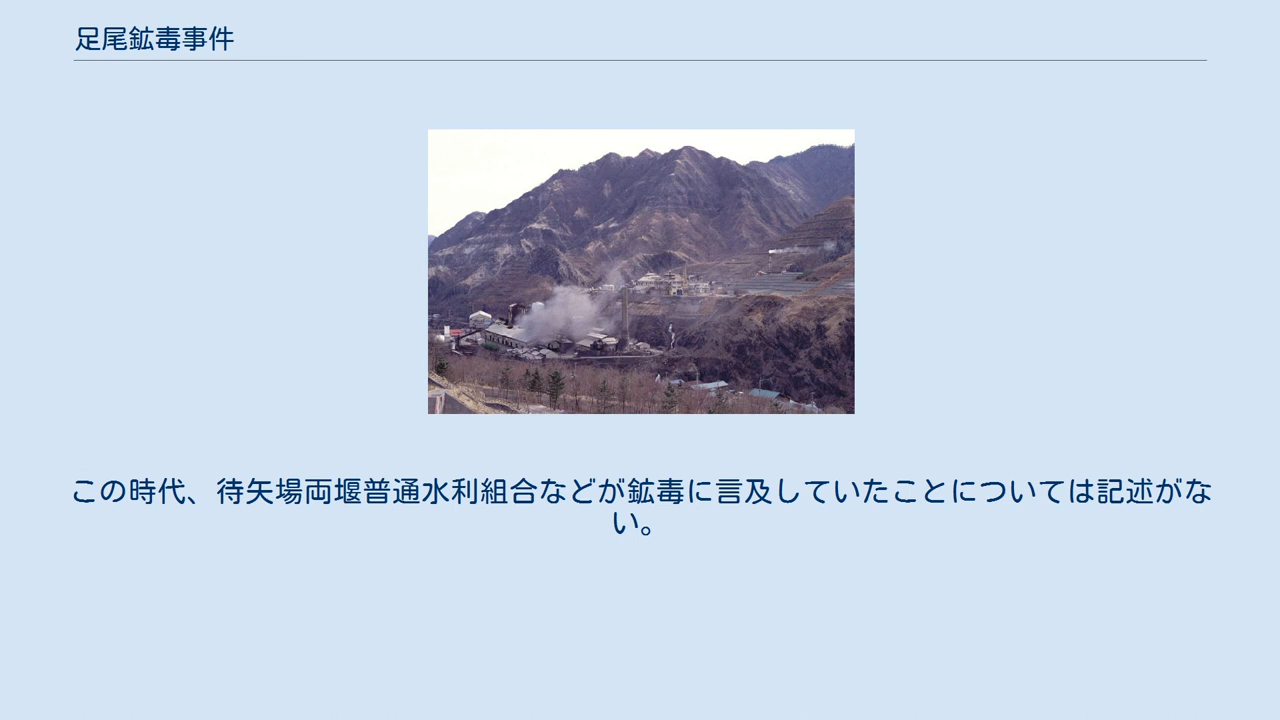 足尾鉱毒事件
この時代、待矢場両堰普通水利組合などが鉱毒に言及していたことについては記述がな
い。